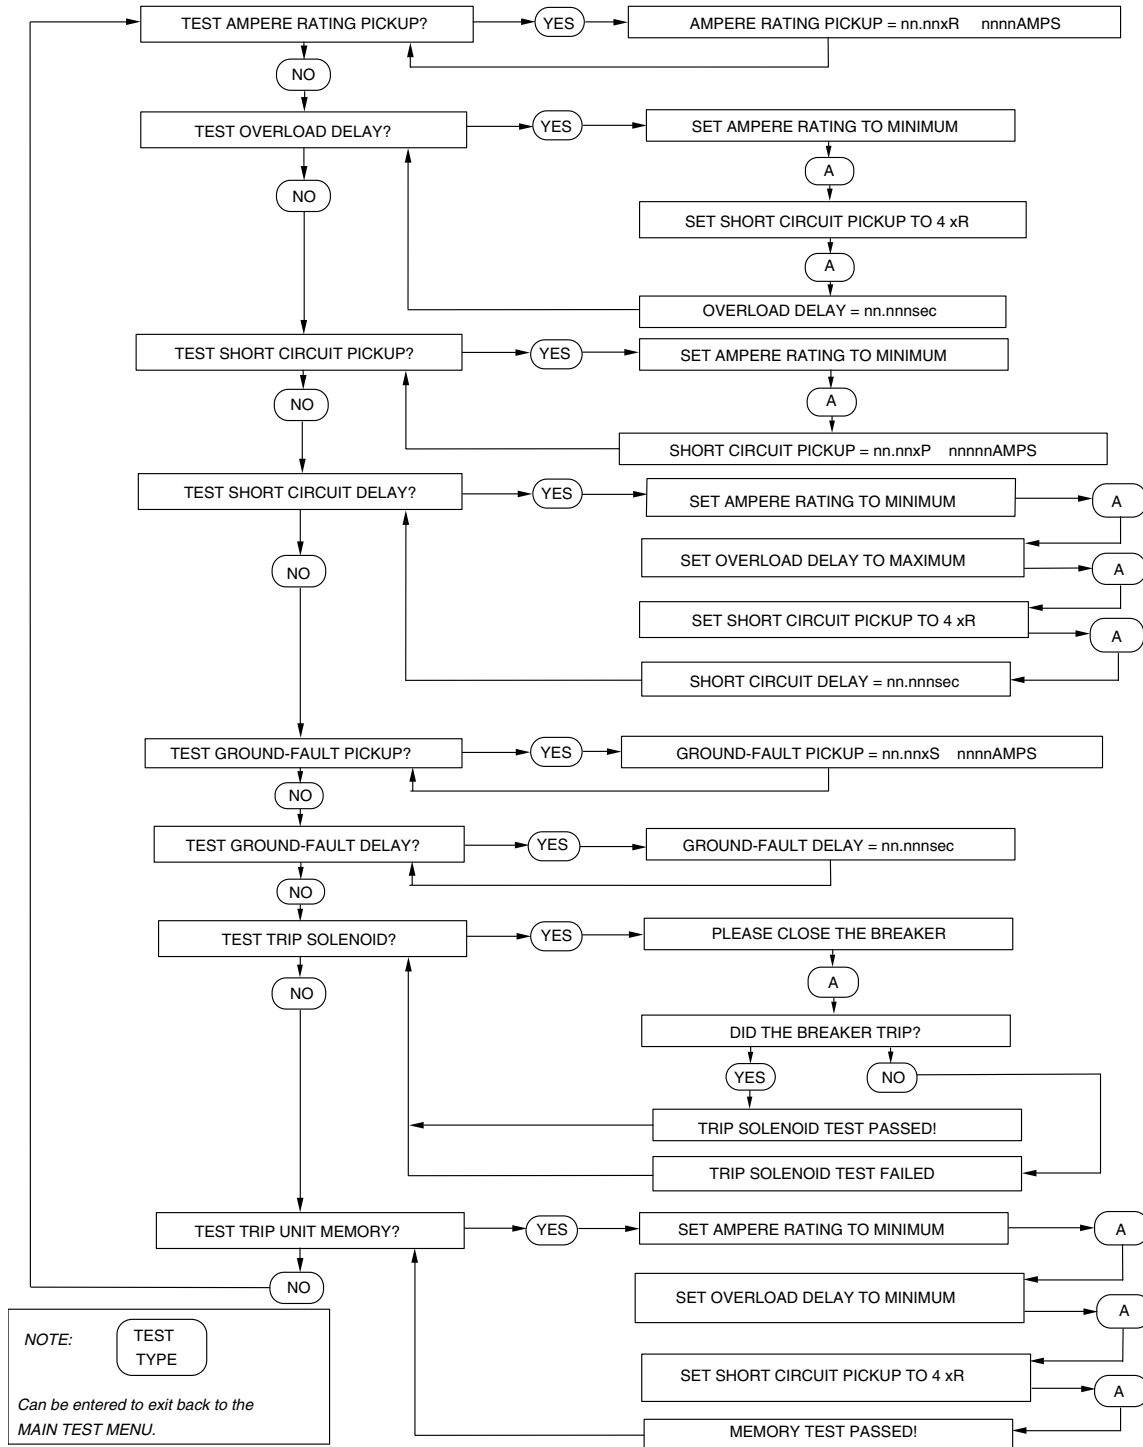 TEST AMPERE RATING PICKUP?
YES
AMPERE RATING PICKUP = nn.nnxR nnnnAMPS
NO
TEST OVERLOAD DELAY?
YES
SET AMPERE RATING TO MINIMUM
A
NO
SET SHORT CIRCUIT PICKUP TO 4 xR
A
OVERLOAD DELAY = nn.nnnsec
TEST SHORT CIRCUIT PICKUP?
YES
SET AMPERE RATING TO MINIMUM
NO
A
SHORT CIRCUIT PICKUP = nn.nnxP nnnnnAMPS
TEST SHORT CIRCUIT DELAY?
YES
SET AMPERE RATING TO MINIMUM
A
SET OVERLOAD DELAY TO MAXIMUM
A
NO
SET SHORT CIRCUIT PICKUP TO 4 xR
A
SHORT CIRCUIT DELAY = nn.nnnsec
TEST GROUND-FAULT PICKUP?
YES
GROUND-FAULT PICKUP = nn.nnxS nnnnAMPS
NO
TEST GROUND-FAULT DELAY?
YES
GROUND-FAULT DELAY = nn.nnnsec
NO
TEST TRIP SOLENOID?
YES
PLEASE CLOSE THE BREAKER
A
NO
DID THE BREAKER TRIP?
YES
NO
TRIP SOLENOID TEST PASSED!
TRIP SOLENOID TEST FAILED
TEST TRIP UNIT MEMORY?
YES
SET AMPERE RATING TO MINIMUM
A
NO
SET OVERLOAD DELAY TO MINIMUM
A
SET SHORT CIRCUIT PICKUP TO 4 xR
A
MEMORY TEST PASSED!
NOTE:
TEST
TYPE
Can be entered to exit back to the
MAIN TEST MENU.